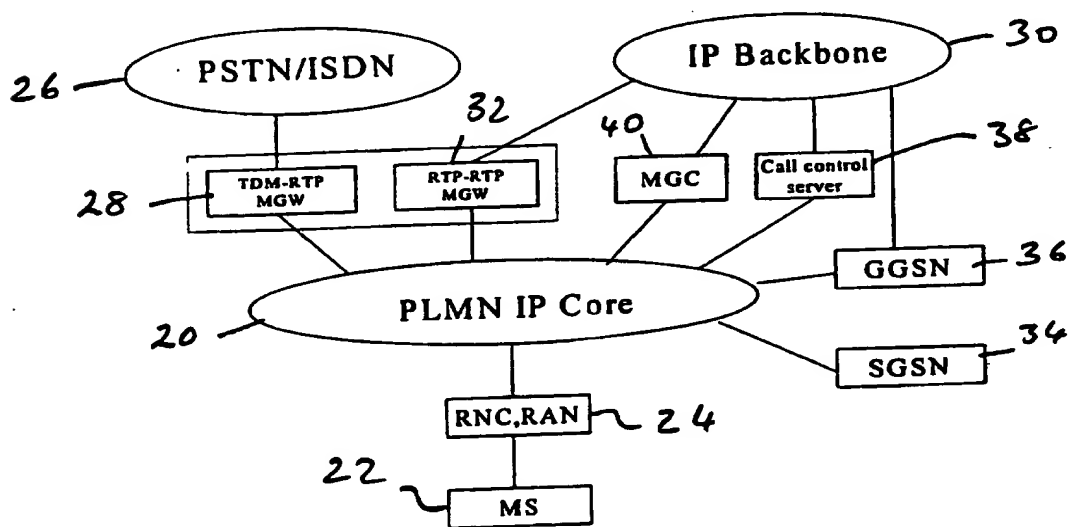 PSTN/ISDN
26
IP Backbone
30
32
40
38
TDM-RTP
MGW
28
RTP-RTP
MGW
MGC
Call control
server
GGSN
36
PLMN IP Core
20
SGSN
34
RNC,RAN
24
22
MS